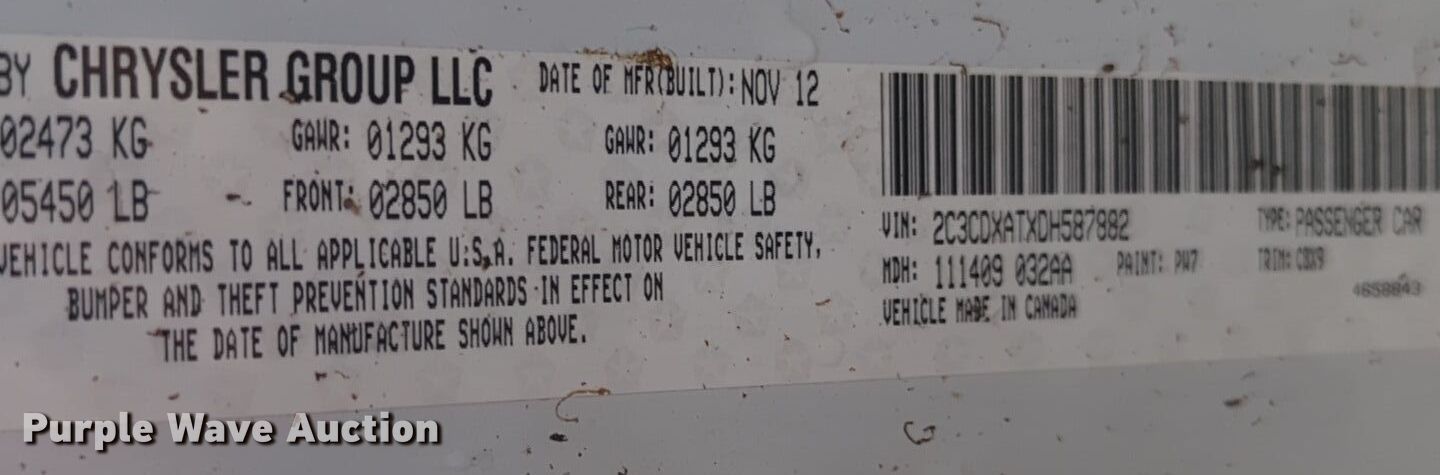 BY CHRYSLER GROUP LLC DATE OF MFR(BUILT): NOV 12
02473 KG GAWR: 01293 KG GAWR: 01293 KG
05450 LB FRONT: 02850 LB REAR: 02850 LB
VEHICLE CONFORMS TO ALL APPLICABLE U.S.A. FEDERAL MOTOR VEHICLE SAFETY,
BUMPER AND THEFT PREVENTION STANDARDS IN EFFECT ON
THE DATE OF MANUFACTURE SHOWN ABOVE.
VIN: 2C3CDXATXDH587882 TYPE: PASSENGER CAR
MDH: 111409 032AA PAINT: PW7 TRIM: CDX9
VEHICLE MADE IN CANADA
4658843
Purple Wave Auction